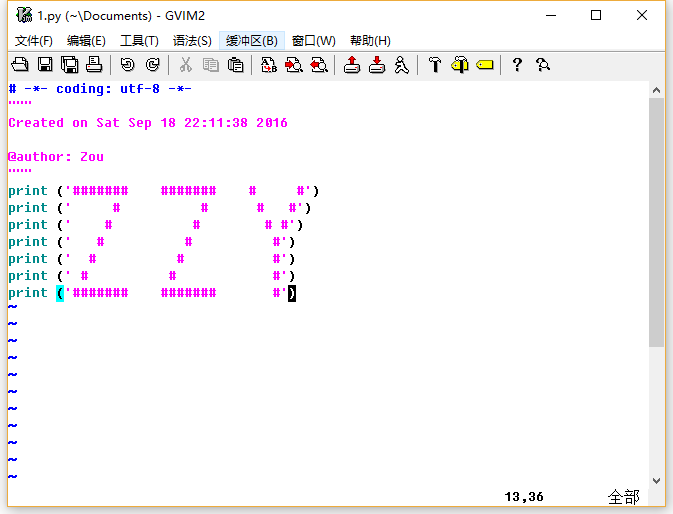 1.py (~\Documents) - GVIM2
文件(F) 编辑(E) 工具(T) 语法(S) 缓冲区(B) 窗口(W) 帮助(H)
# -*- coding: utf-8 -*-
"""
Created on Sat Sep 18 22:11:38 2016

@author: Zou
"""
print ('#######    #######    #     #')
print ('     #          #      #   #')
print ('    #          #        # #')
print ('   #          #          #')
print ('  #          #           #')
print (' #          #            #')
print ('#######    #######       #')
~
~
~
~
~
~
~
~
~
~
~
13,36 全部